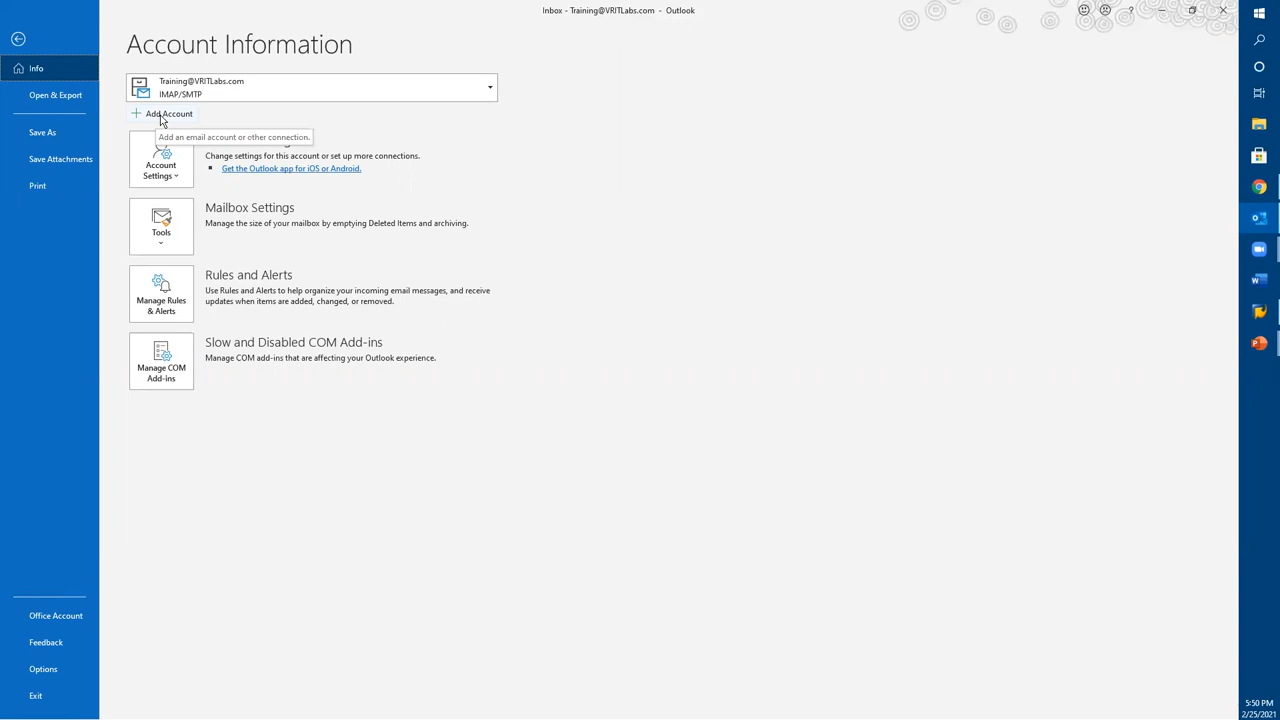 Inbox - Training@VRITLabs.com - Outlook
Account Information
Info
Open & Export
Save As
Save Attachments
Print
Office Account
Feedback
Options
Exit
Training@VRITLabs.com
IMAP/SMTP
Add Account
Add an email account or other connection.
Account
Settings
Change settings for this account or set up more connections.
Get the Outlook app for iOS or Android.
Tools
Mailbox Settings
Manage the size of your mailbox by emptying Deleted Items and archiving.
Manage Rules
& Alerts
Rules and Alerts
Use Rules and Alerts to help organize your incoming email messages, and receive
updates when items are added, changed, or removed.
Manage COM
Add-ins
Slow and Disabled COM Add-ins
Manage COM add-ins that are affecting your Outlook experience.
5:50 PM
2/25/2021